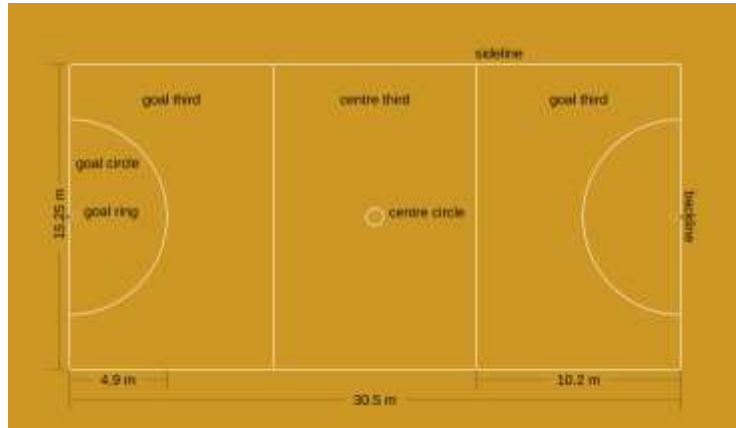 sideline
goal third
centre third
goal third
goal circle
goal ring
centre circle
15.25 m
backline
4.9 m
10.2 m
30.5 m